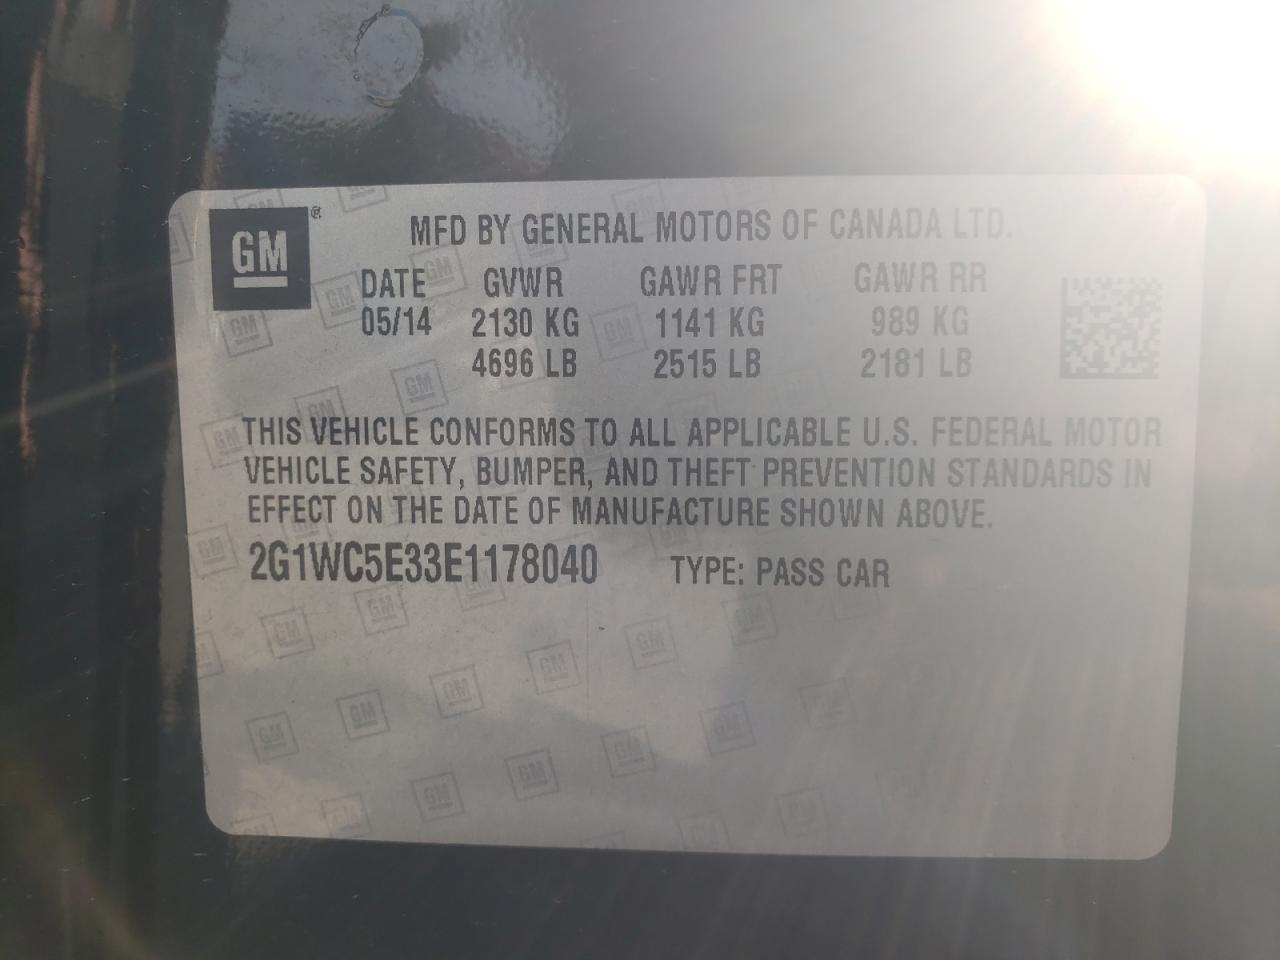 GM®
MFD BY GENERAL MOTORS OF CANADA LTD.
DATE GVWR GAWR FRT GAWR RR
05/14 2130 KG 1141 KG 989 KG
4696 LB 2515 LB 2181 LB
THIS VEHICLE CONFORMS TO ALL APPLICABLE U.S. FEDERAL MOTOR
VEHICLE SAFETY, BUMPER, AND THEFT PREVENTION STANDARDS IN
EFFECT ON THE DATE OF MANUFACTURE SHOWN ABOVE.
2G1WC5E33E1178040 TYPE: PASS CAR